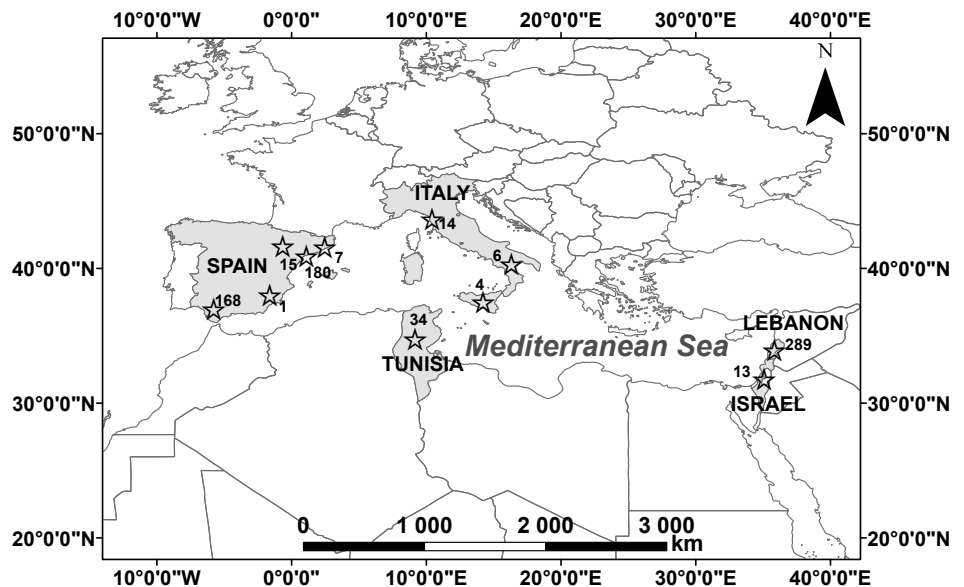 10°0'0"W 0°0'0" 10°0'0"E 20°0'0"E 30°0'0"E 40°0'0"E
N
50°0'0"N 50°0'0"N
ITALY
14
6
7
15
180
SPAIN
40°0'0"N 40°0'0"N
4
168
1
34
LEBANON
289
Mediterranean Sea
TUNISIA
13
ISRAEL
30°0'0"N 30°0'0"N
0 1 000 2 000 3 000
km
20°0'0"N 20°0'0"N
10°0'0"W 0°0'0" 10°0'0"E 20°0'0"E 30°0'0"E 40°0'0"E